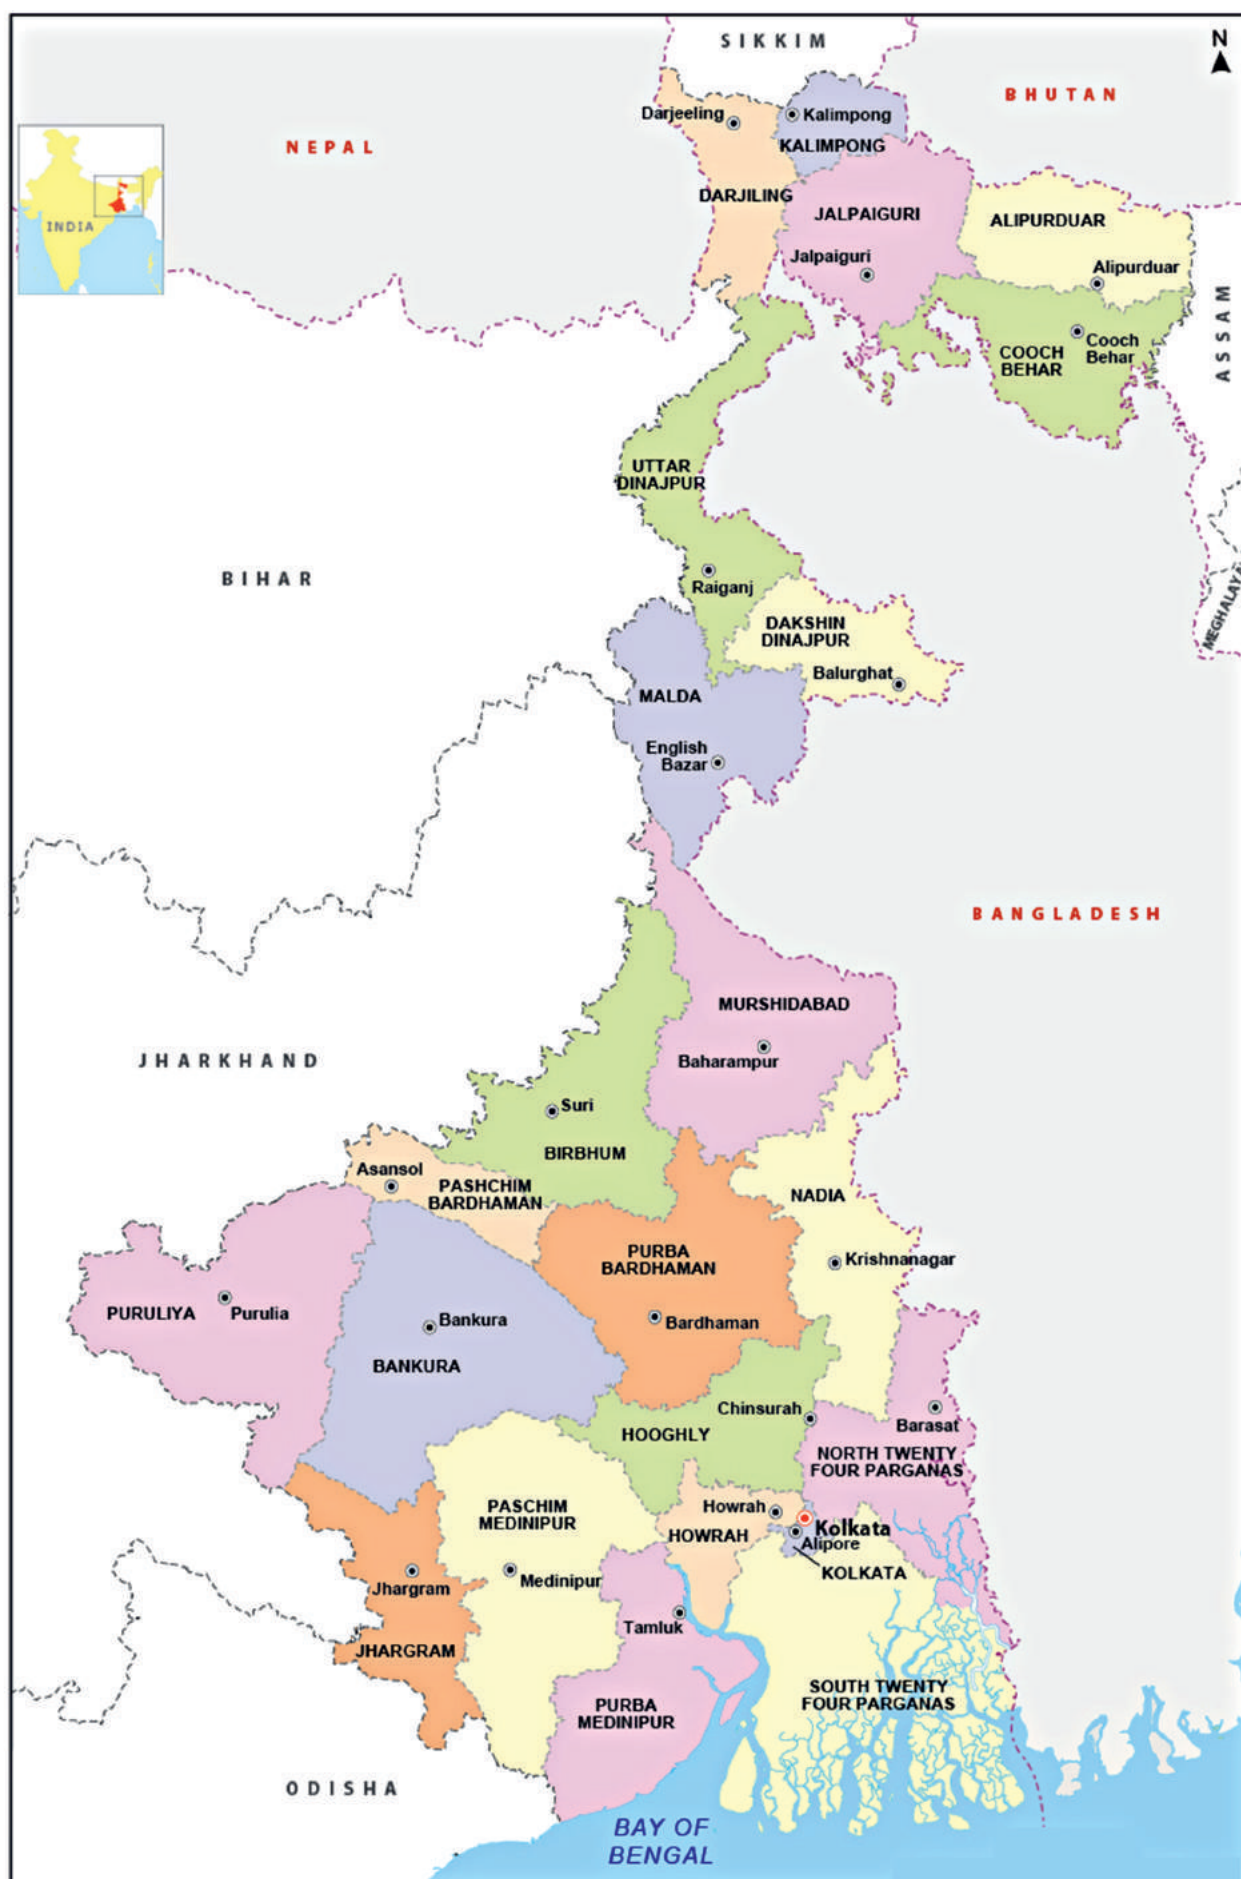 SIKKIM
N
BHUTAN
NEPAL
Darjeeling
Kalimpong
KALIMPONG
INDIA
DARJILING
JALPAIGURI
ALIPURDUAR
Jalpaiguri
Alipurduar
ASSAM
COOCH
BEHAR
Cooch
Behar
UTTAR
DINAJPUR
BIHAR
Raiganj
MEGHALAYA
DAKSHIN
DINAJPUR
Balurghat
MALDA
English
Bazar
BANGLADESH
MURSHIDABAD
Baharampur
JHARKHAND
Suri
BIRBHUM
Asansol
PASHCHIM
BARDHAMAN
NADIA
PURBA
BARDHAMAN
Krishnanagar
PURULIYA
Purulia
Bankura
Bardhaman
BANKURA
Chinsurah
Barasat
HOOGHLY
NORTH TWENTY
FOUR PARGANAS
PASCHIM
MEDINIPUR
Howrah
HOWRAH
Kolkata
Alipore
KOLKATA
Jhargram
Medinipur
Tamluk
JHARGRAM
SOUTH TWENTY
FOUR PARGANAS
PURBA
MEDINIPUR
ODISHA
BAY OF
BENGAL